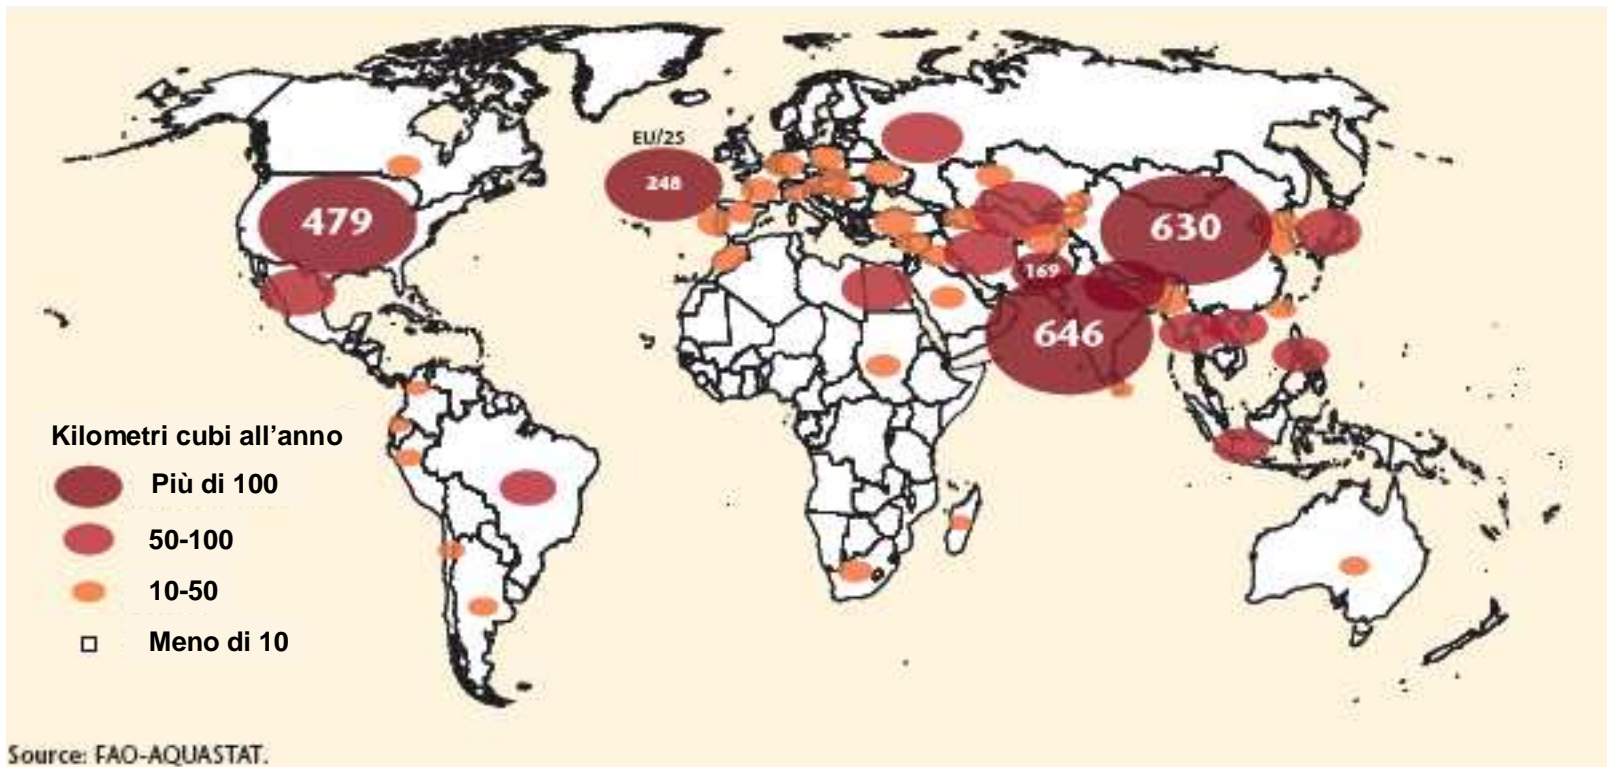 EU/25
248
479
630
169
646
Kilometri cubi all’anno
Più di 100
50-100
10-50
Meno di 10
Source: FAO-AQUASTAT.